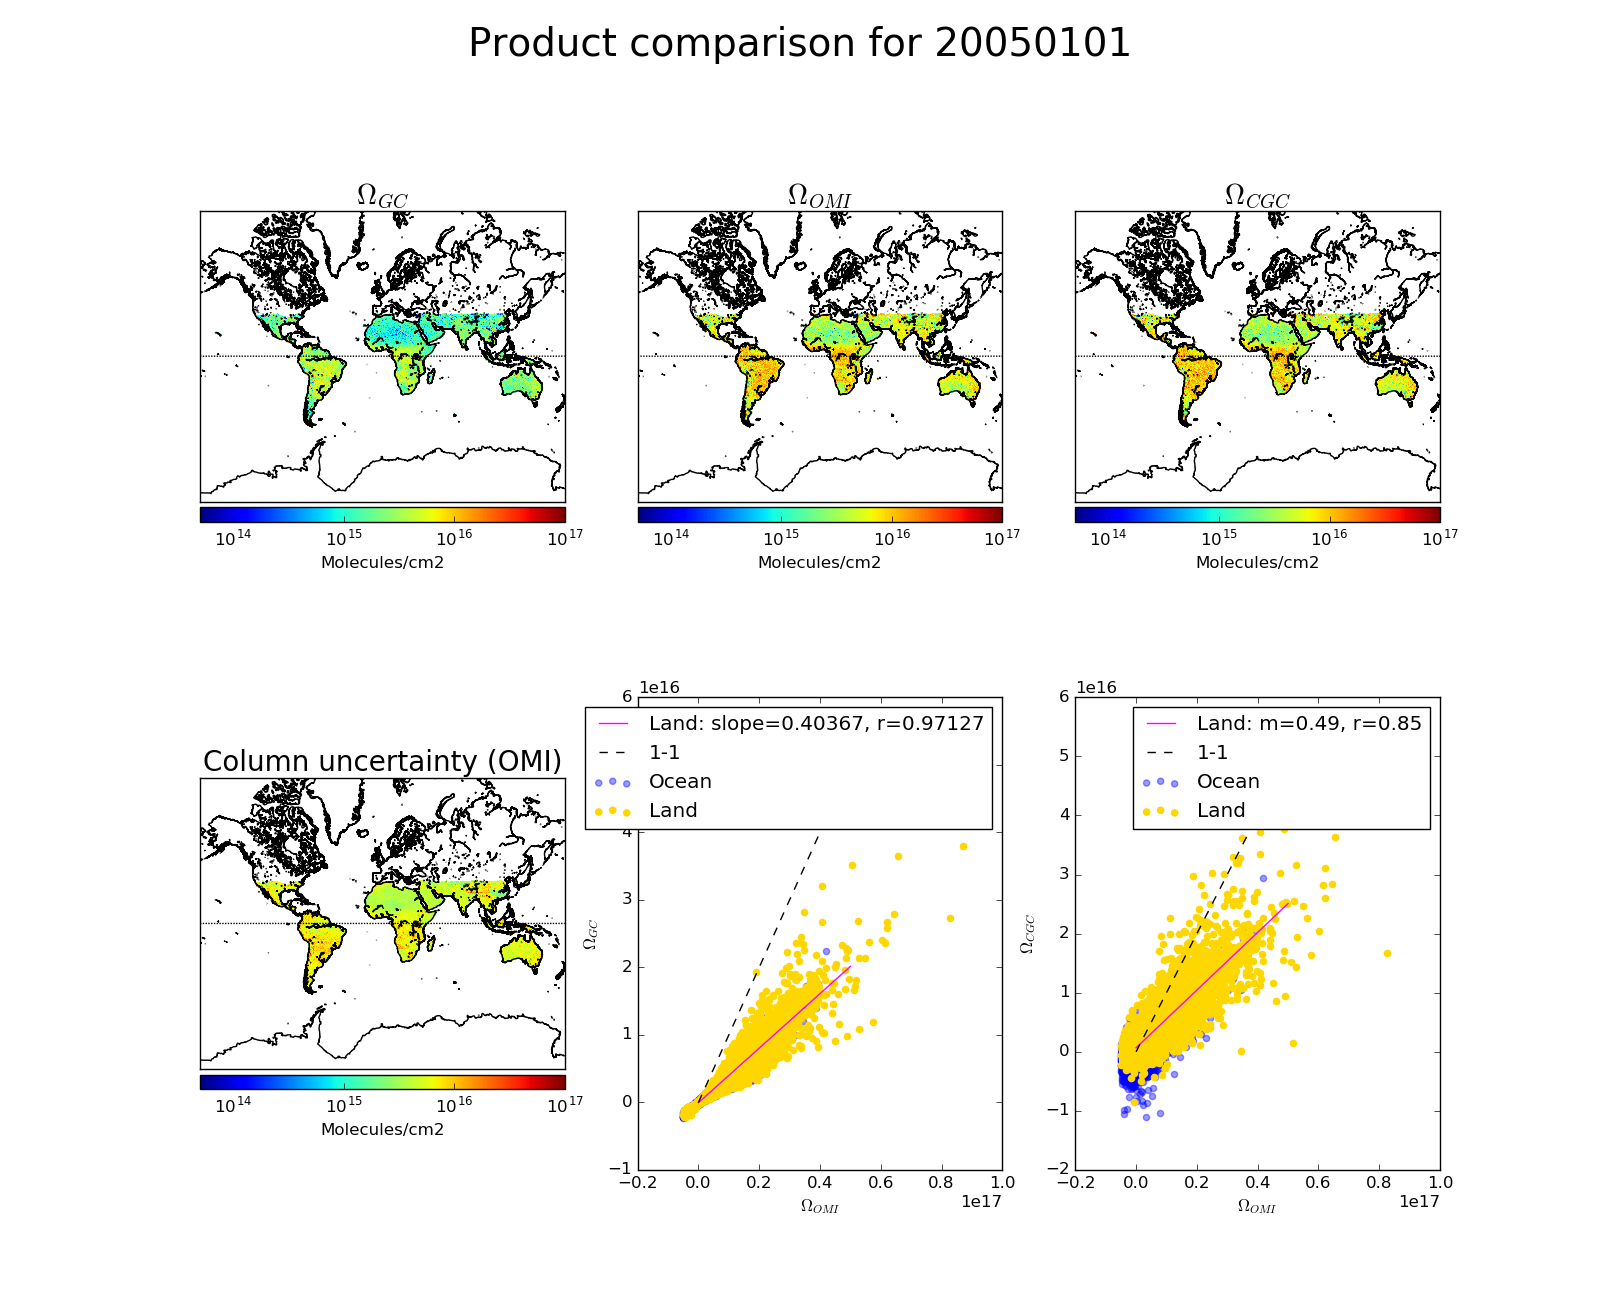 Product comparison for 20050101
Ω_GC
10^14 10^15 10^16 10^17
Molecules/cm2
Ω_OMI
10^14 10^15 10^16 10^17
Molecules/cm2
Ω_CGC
10^14 10^15 10^16 10^17
Molecules/cm2
Column uncertainty (OMI)
10^14 10^15 10^16 10^17
Molecules/cm2
1e16
6
4
3
2
1
0
−1
Ω_GC
Land: slope=0.40367, r=0.97127
1-1
Ocean
Land
−0.2 0.0 0.2 0.4 0.6 0.8 1.0
1e17
Ω_OMI
1e16
6
5
4
3
2
1
0
−1
−2
Ω_CGC
Land: m=0.49, r=0.85
1-1
Ocean
Land
−0.2 0.0 0.2 0.4 0.6 0.8 1.0
1e17
Ω_OMI